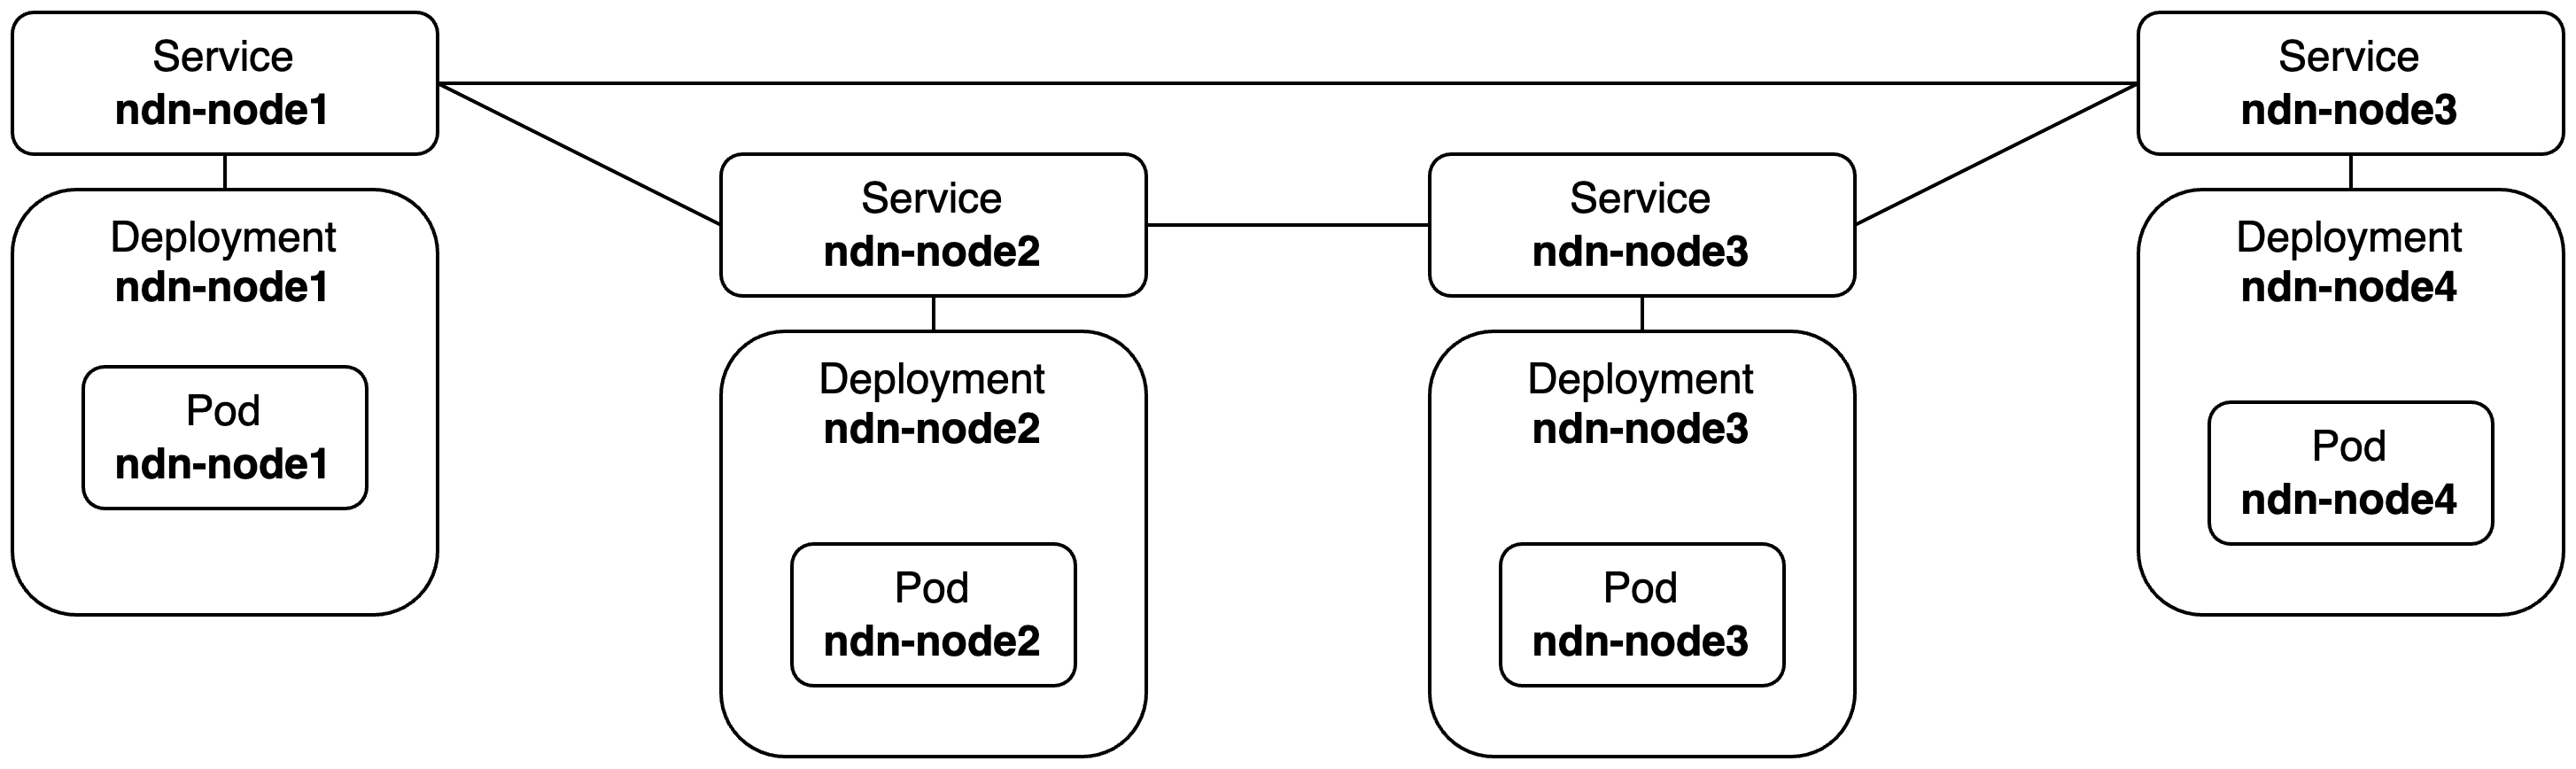 Service
ndn-node1
Deployment
ndn-node1
Pod
ndn-node1
Service
ndn-node2
Deployment
ndn-node2
Pod
ndn-node2
Service
ndn-node3
Deployment
ndn-node3
Pod
ndn-node3
Service
ndn-node3
Deployment
ndn-node4
Pod
ndn-node4